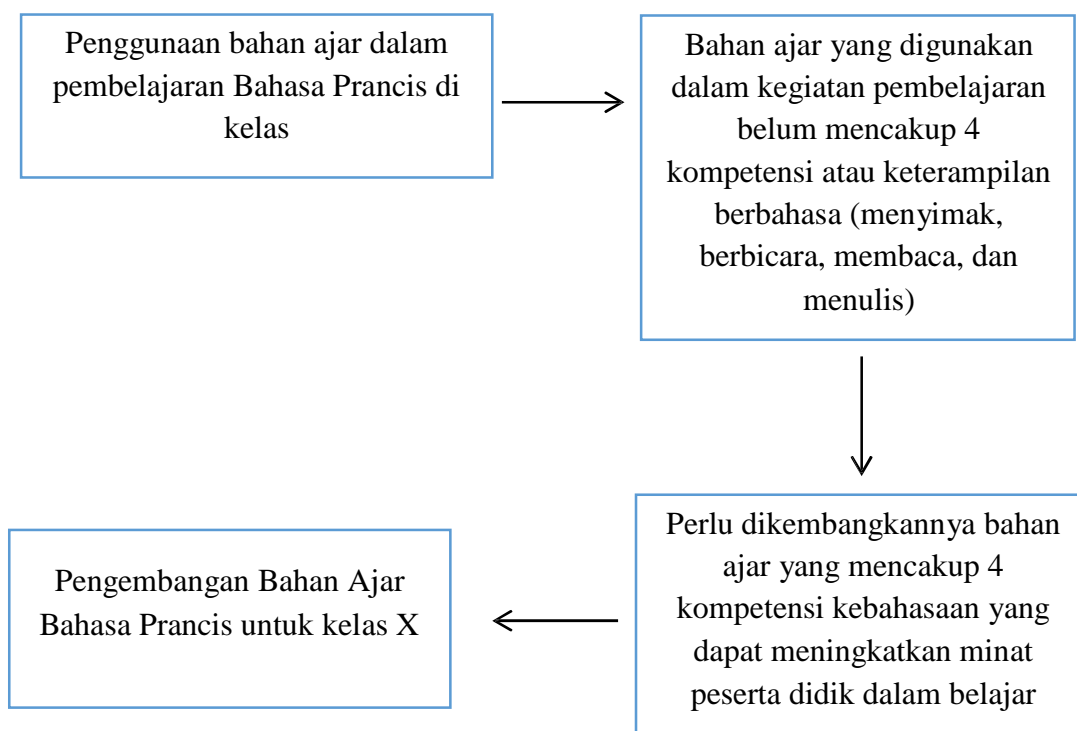 Penggunaan bahan ajar dalam
pembelajaran Bahasa Prancis di
kelas
Bahan ajar yang digunakan
dalam kegiatan pembelajaran
belum mencakup 4
kompetensi atau keterampilan
berbahasa (menyimak,
berbicara, membaca, dan
menulis)
Perlu dikembangkannya bahan
ajar yang mencakup 4
kompetensi kebahasaan yang
dapat meningkatkan minat
peserta didik dalam belajar
Pengembangan Bahan Ajar
Bahasa Prancis untuk kelas X